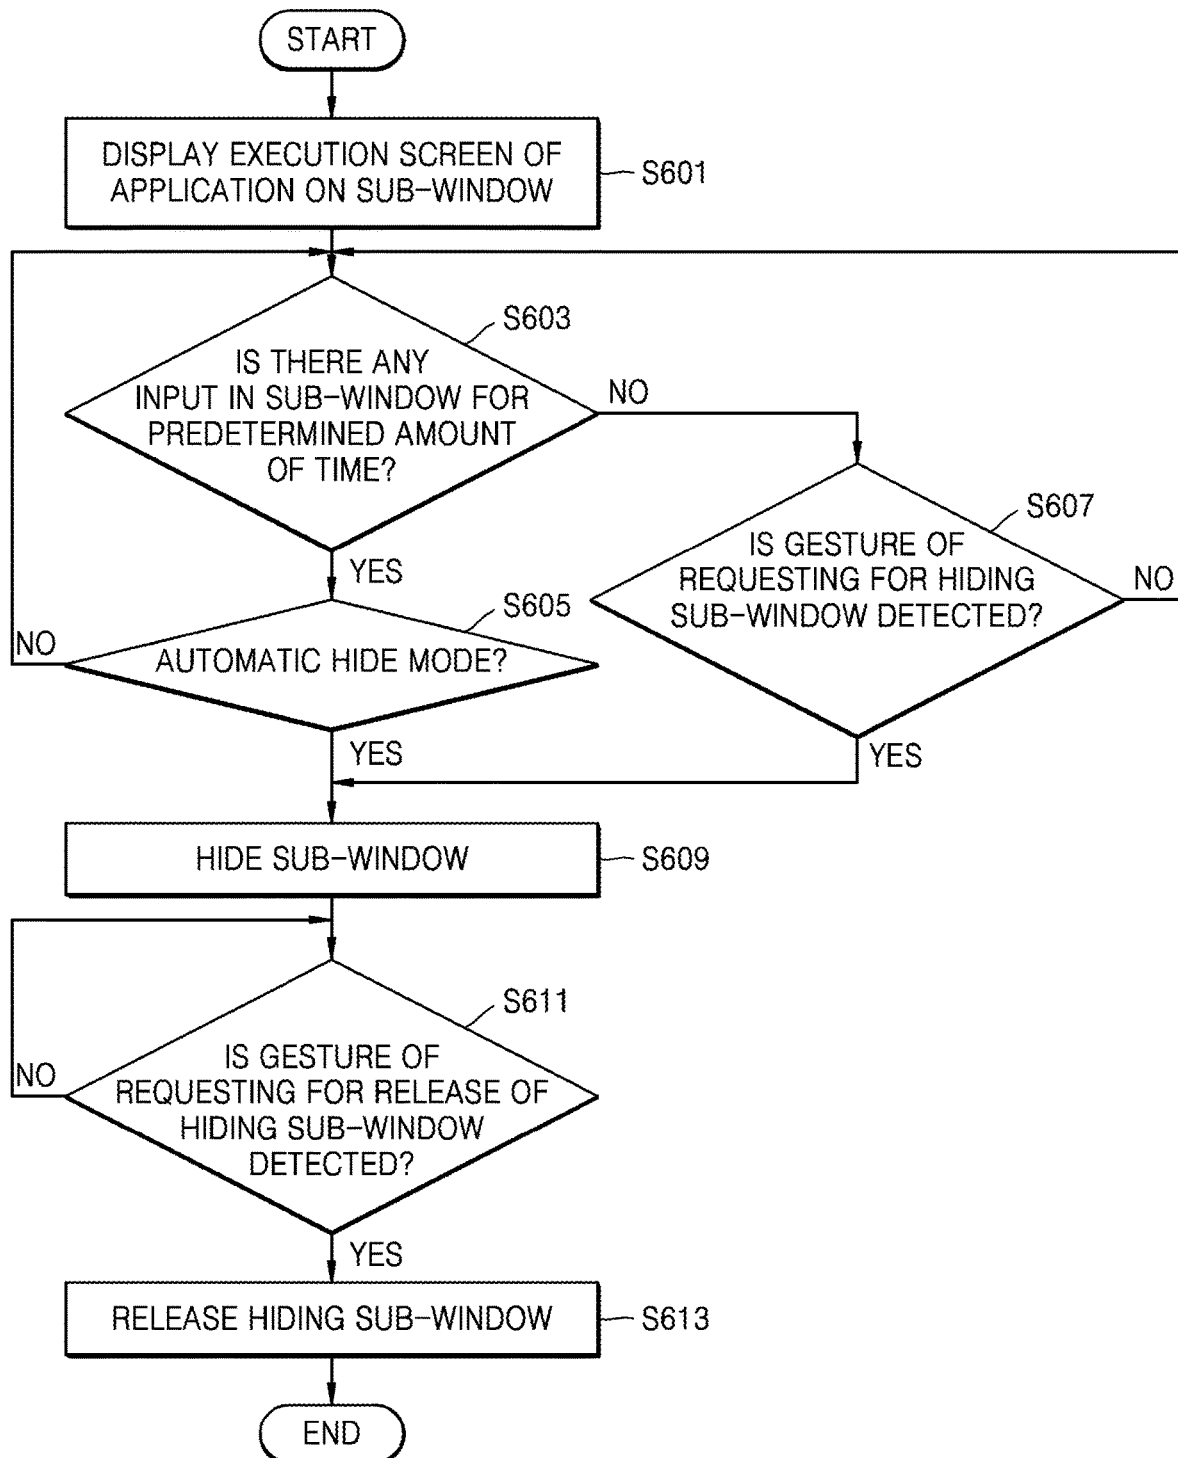 START
DISPLAY EXECUTION SCREEN OF
APPLICATION ON SUB-WINDOW
S601
S603
IS THERE ANY
INPUT IN SUB-WINDOW FOR
PREDETERMINED AMOUNT
OF TIME?
NO
YES
S607
IS GESTURE OF
REQUESTING FOR HIDING
SUB-WINDOW DETECTED?
NO
YES
S605
AUTOMATIC HIDE MODE?
NO
YES
HIDE SUB-WINDOW
S609
S611
IS GESTURE OF
REQUESTING FOR RELEASE OF
HIDING SUB-WINDOW
DETECTED?
NO
YES
RELEASE HIDING SUB-WINDOW
S613
END